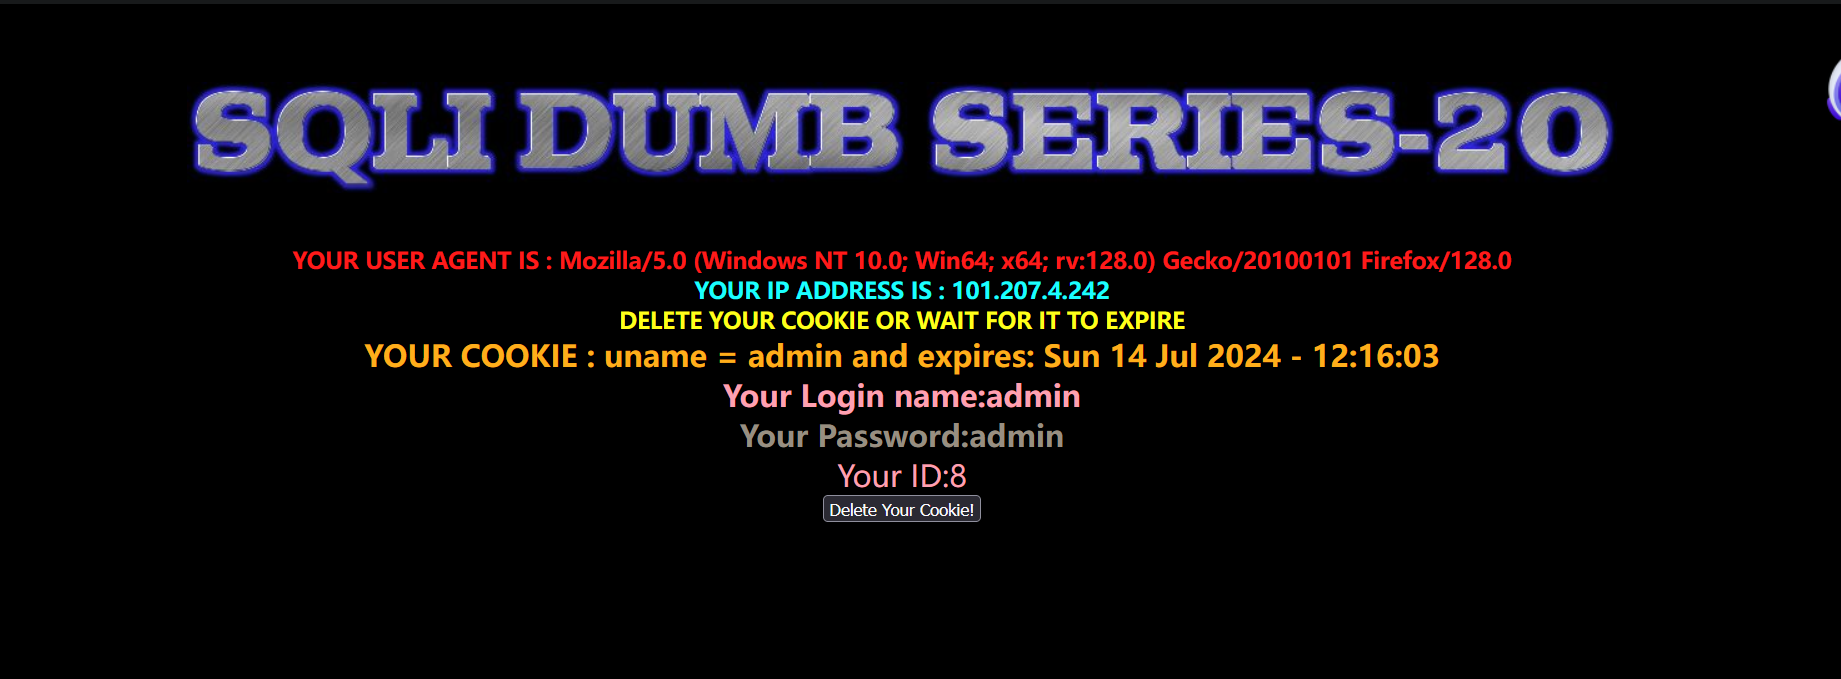 SQLI DUMB SERIES-20
YOUR USER AGENT IS : Mozilla/5.0 (Windows NT 10.0; Win64; x64; rv:128.0) Gecko/20100101 Firefox/128.0
YOUR IP ADDRESS IS : 101.207.4.242
DELETE YOUR COOKIE OR WAIT FOR IT TO EXPIRE
YOUR COOKIE : uname = admin and expires: Sun 14 Jul 2024 - 12:16:03
Your Login name:admin
Your Password:admin
Your ID:8
Delete Your Cookie!